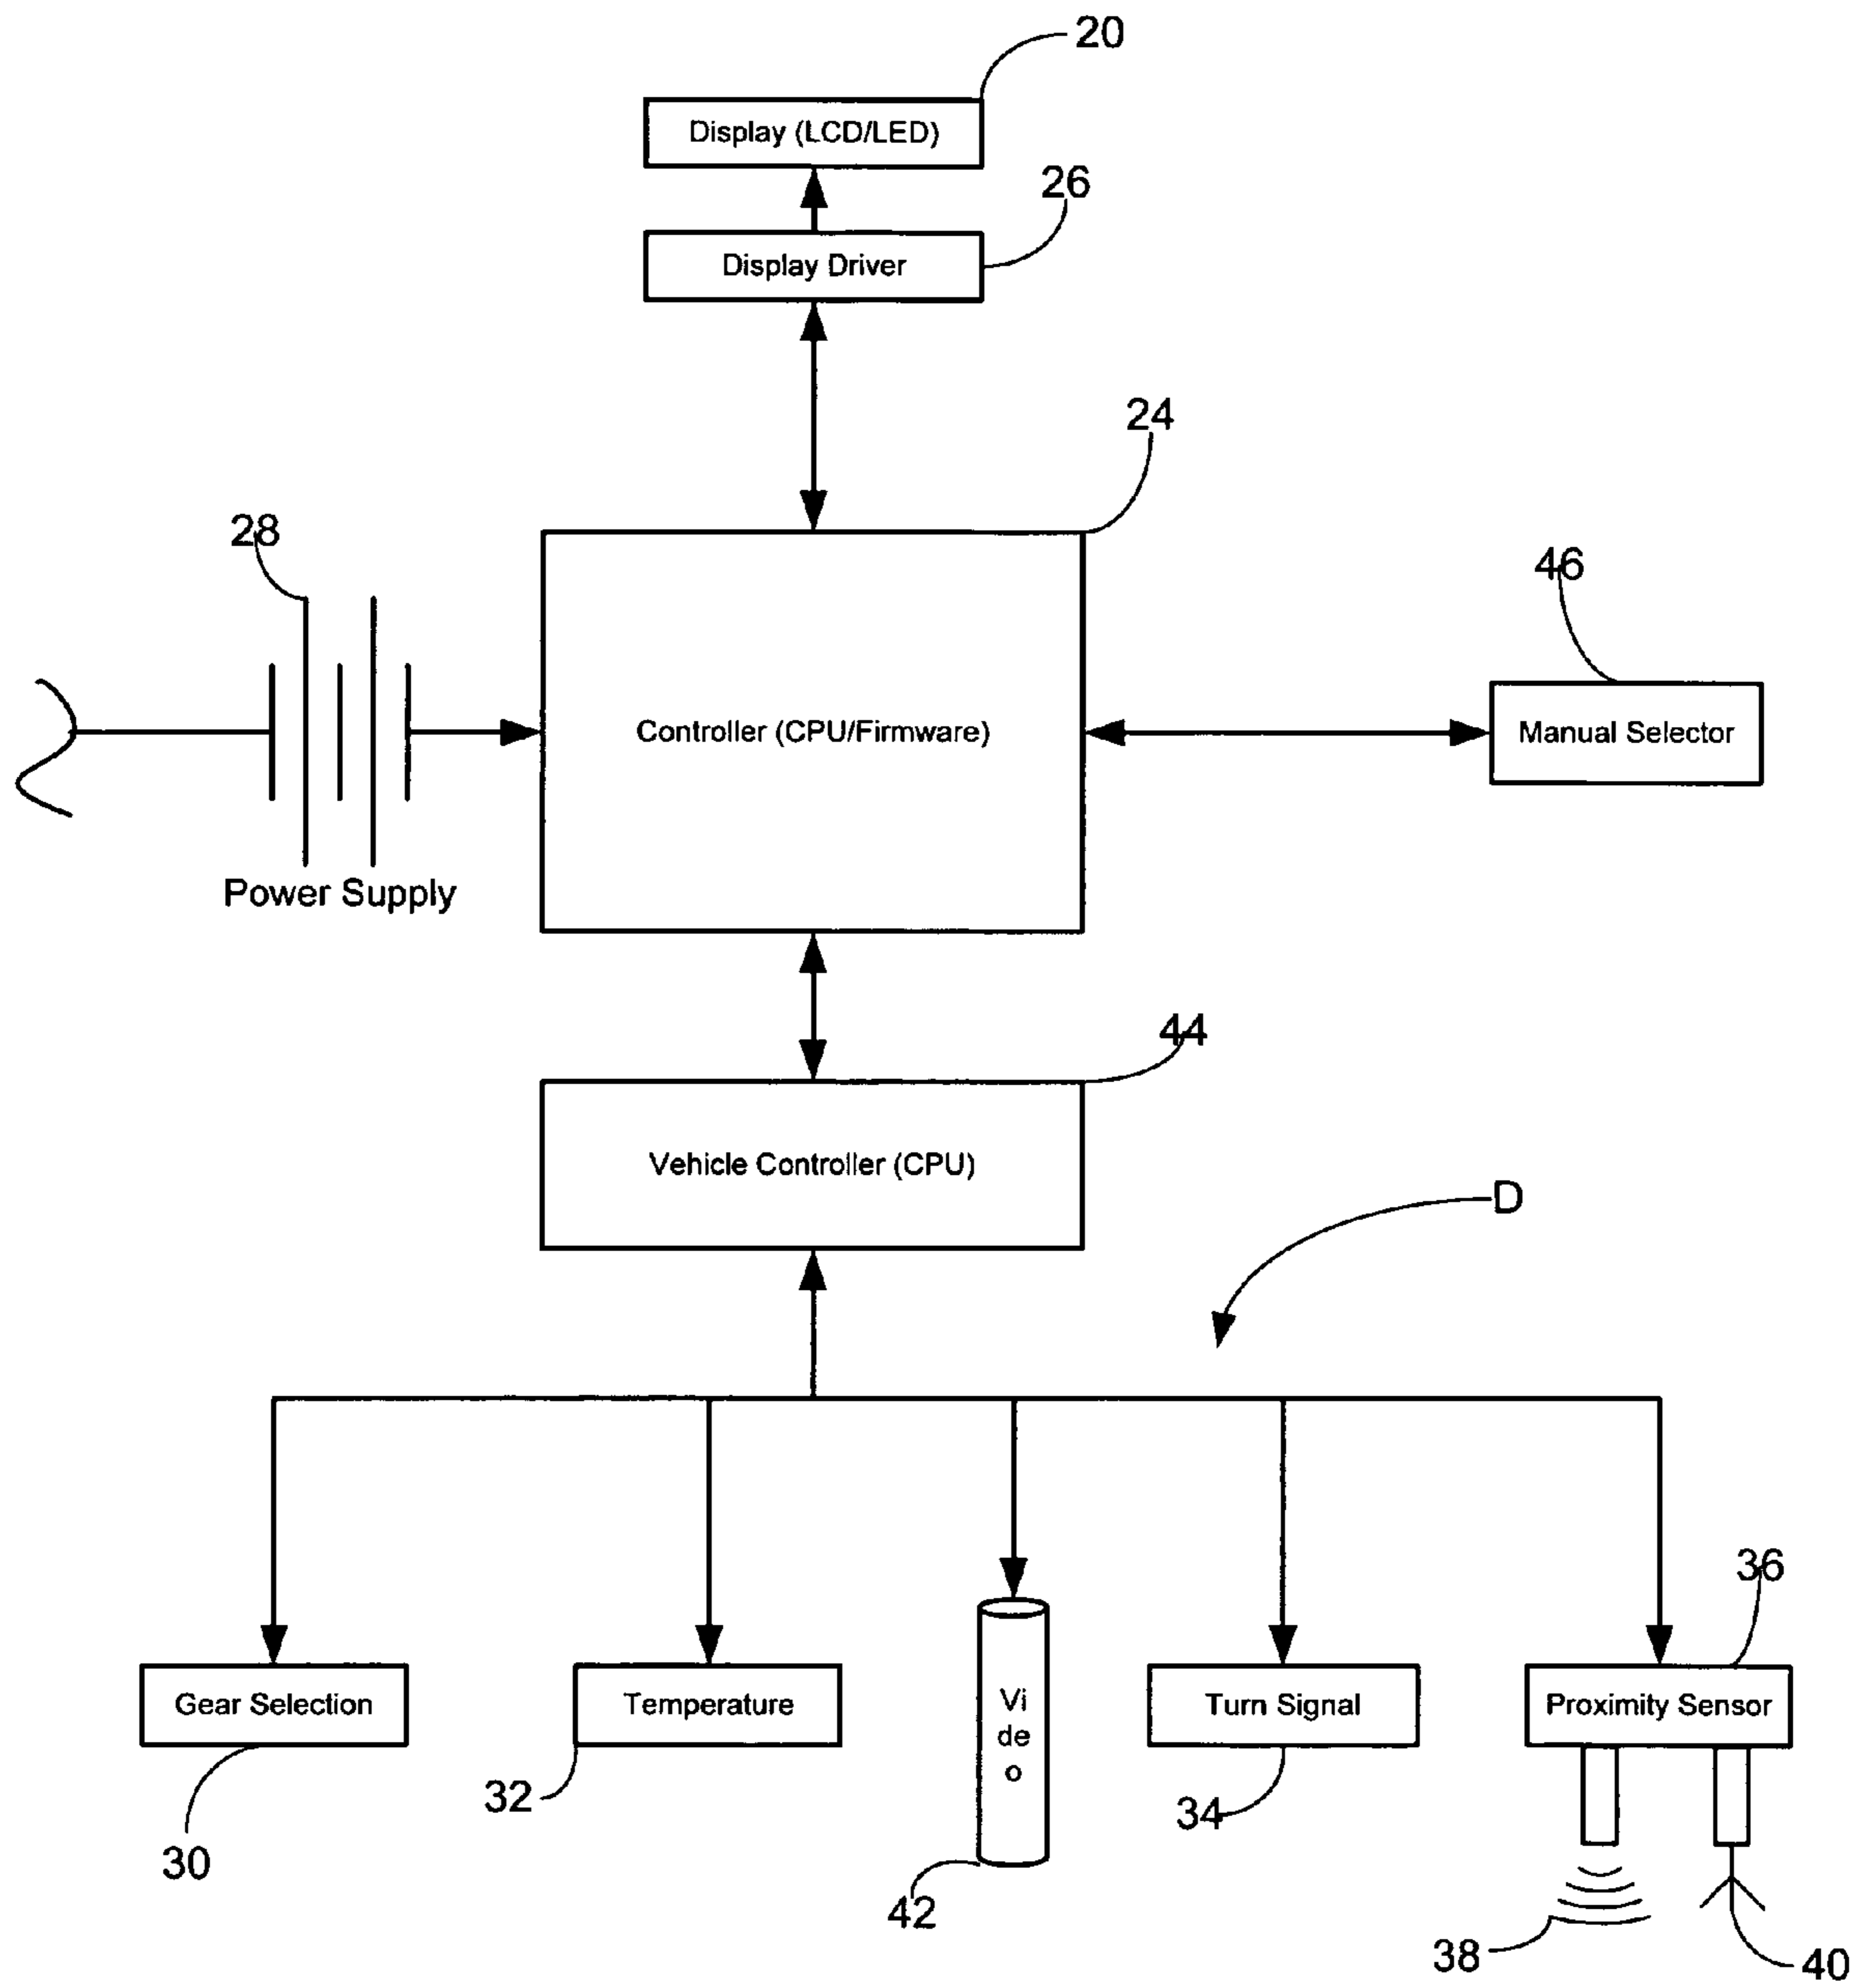 20
Display (LCD/LED)
26
Display Driver
24
28
46
Controller (CPU/Firmware)
Manual Selector
Power Supply
44
Vehicle Controller (CPU)
D
36
Gear Selection
Temperature
Vi
de
o
Turn Signal
Proximity Sensor
32
34
30
42
38
40